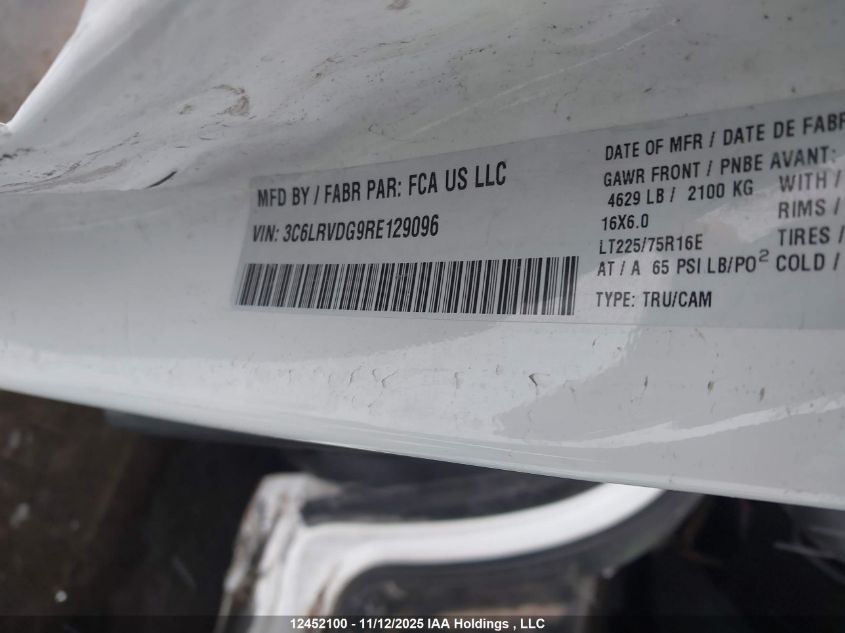 MFD BY / FABR PAR: FCA US LLC
VIN: 3C6LRVDG9RE129096
DATE OF MFR / DATE DE FABR
GAWR FRONT / PNBE AVANT:
4629 LB / 2100 KG WITH /
16X6.0 RIMS /
LT225/75R16E TIRES /
AT / A 65 PSI LB/PO² COLD /
TYPE: TRU/CAM
12452100 - 11/12/2025 IAA Holdings , LLC